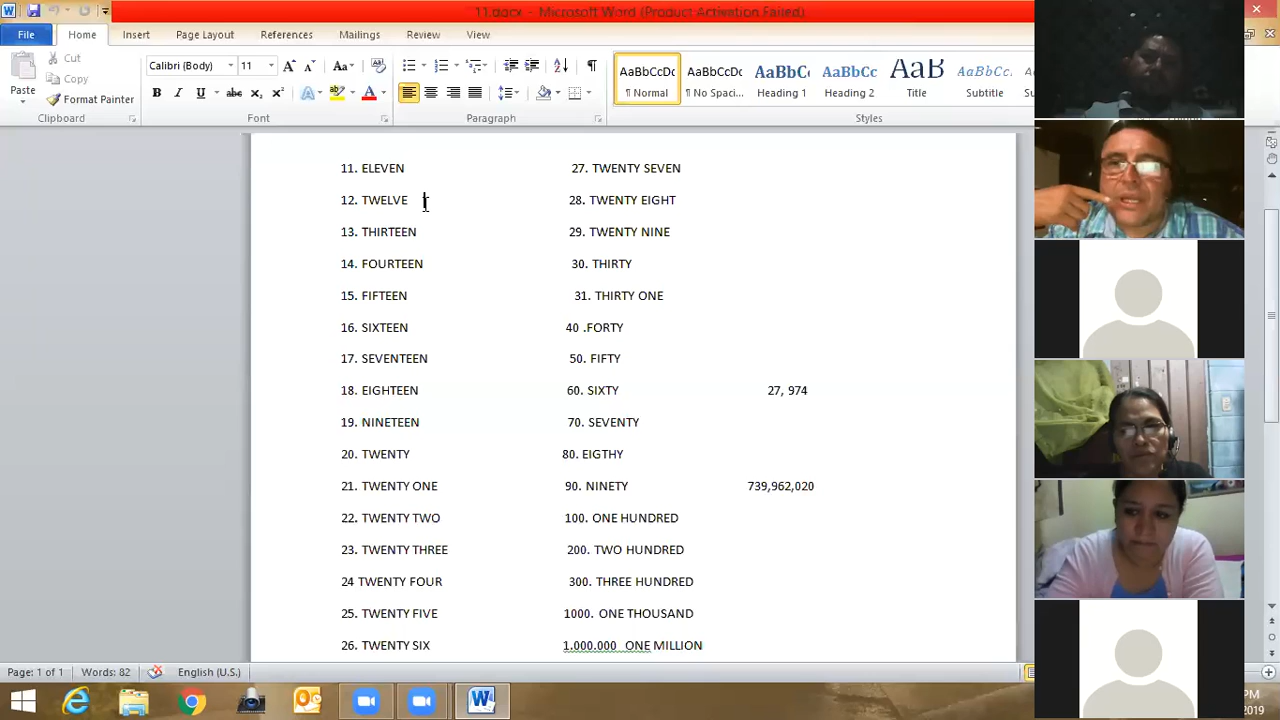 11.docx - Microsoft Word (Product Activation Failed)
File Home Insert Page Layout References Mailings Review View
Cut
Copy
Paste
Format Painter
Calibri (Body) 11
AaBbCcDc AaBbCcDc AaBbC AaBbCc AaB AaBbCcD
¶ Normal ¶ No Spaci... Heading 1 Heading 2 Title Subtitle
Clipboard Font Paragraph Styles
11. ELEVEN 27. TWENTY SEVEN
12. TWELVE 28. TWENTY EIGHT
13. THIRTEEN 29. TWENTY NINE
14. FOURTEEN 30. THIRTY
15. FIFTEEN 31. THIRTY ONE
16. SIXTEEN 40 .FORTY
17. SEVENTEEN 50. FIFTY
18. EIGHTEEN 60. SIXTY 27, 974
19. NINETEEN 70. SEVENTY
20. TWENTY 80. EIGTHY
21. TWENTY ONE 90. NINETY 739,962,020
22. TWENTY TWO 100. ONE HUNDRED
23. TWENTY THREE 200. TWO HUNDRED
24 TWENTY FOUR 300. THREE HUNDRED
25. TWENTY FIVE 1000. ONE THOUSAND
26. TWENTY SIX 1.000.000 ONE MILLION
Page: 1 of 1 Words: 82 English (U.S.)